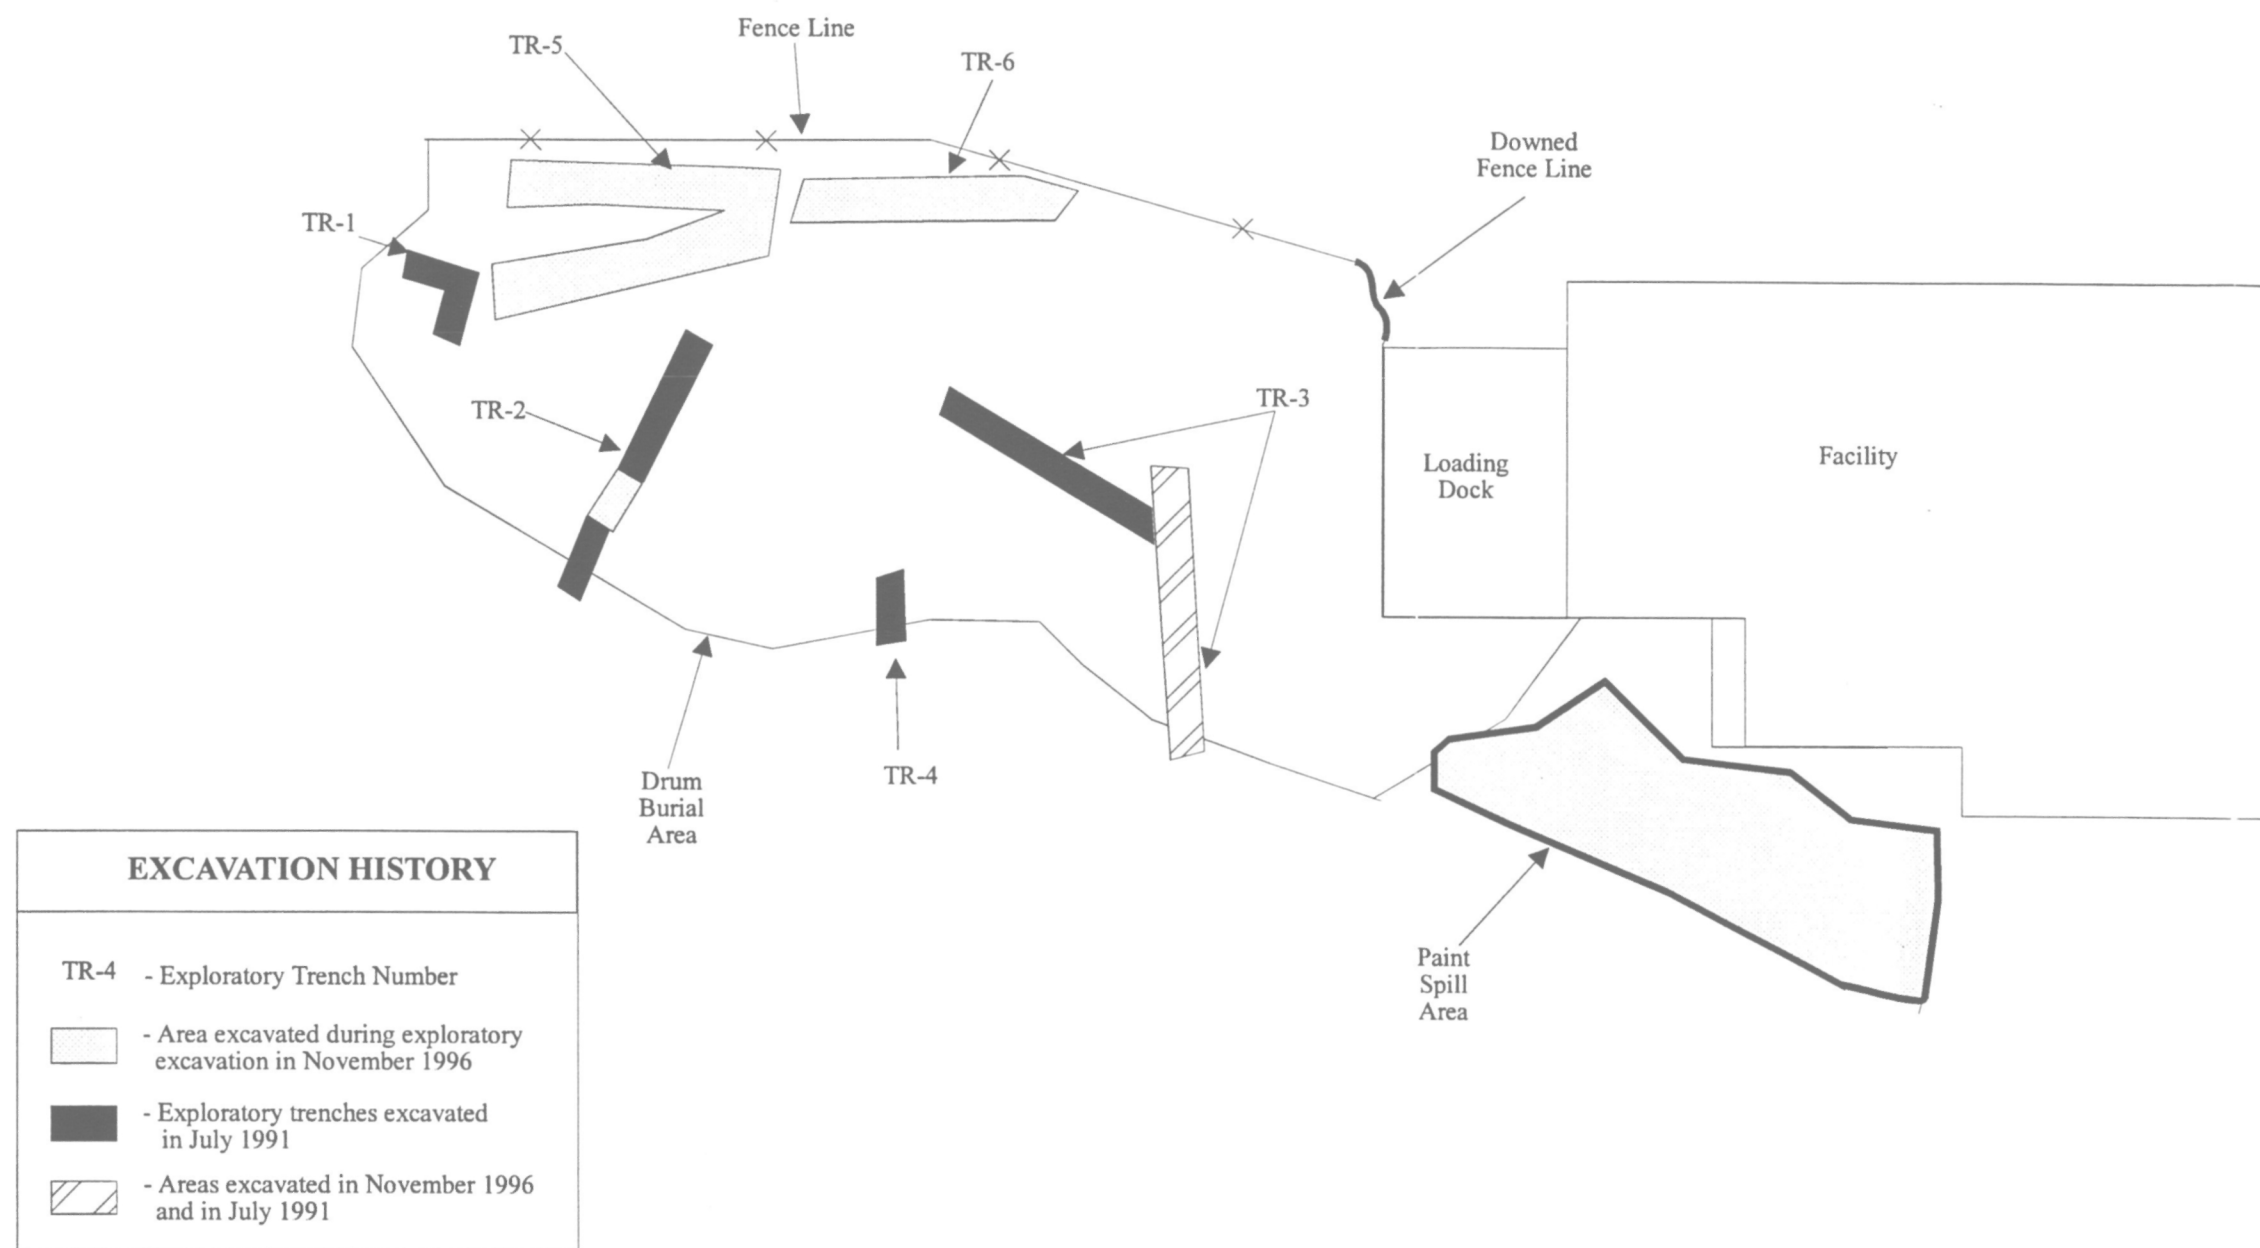 Fence Line
TR-5
TR-6
Downed
Fence Line
TR-1
TR-3
TR-2
Loading
Dock
Facility
TR-4
Drum
Burial
Area
Paint
Spill
Area
EXCAVATION HISTORY
TR-4 - Exploratory Trench Number
- Area excavated during exploratory
excavation in November 1996
- Exploratory trenches excavated
in July 1991
- Areas excavated in November 1996
and in July 1991